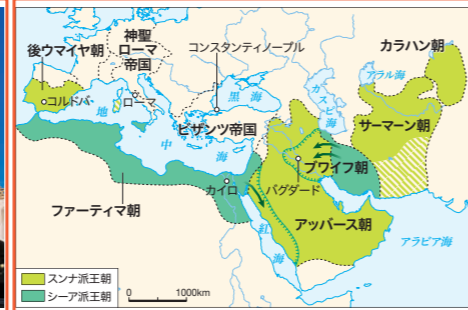 神聖
ローマ
帝国
コンスタンティノープル
カラハン朝
後ウマイヤ朝
アラル海
黒海
カスピ海
コルドバ
ローマ
サーマーン朝
地中海
ビザンツ帝国
ブワイフ朝
カイロ
バグダード
ファーティマ朝
アッバース朝
紅海
アラビア海
スンナ派王朝
シーア派王朝
0 1000km